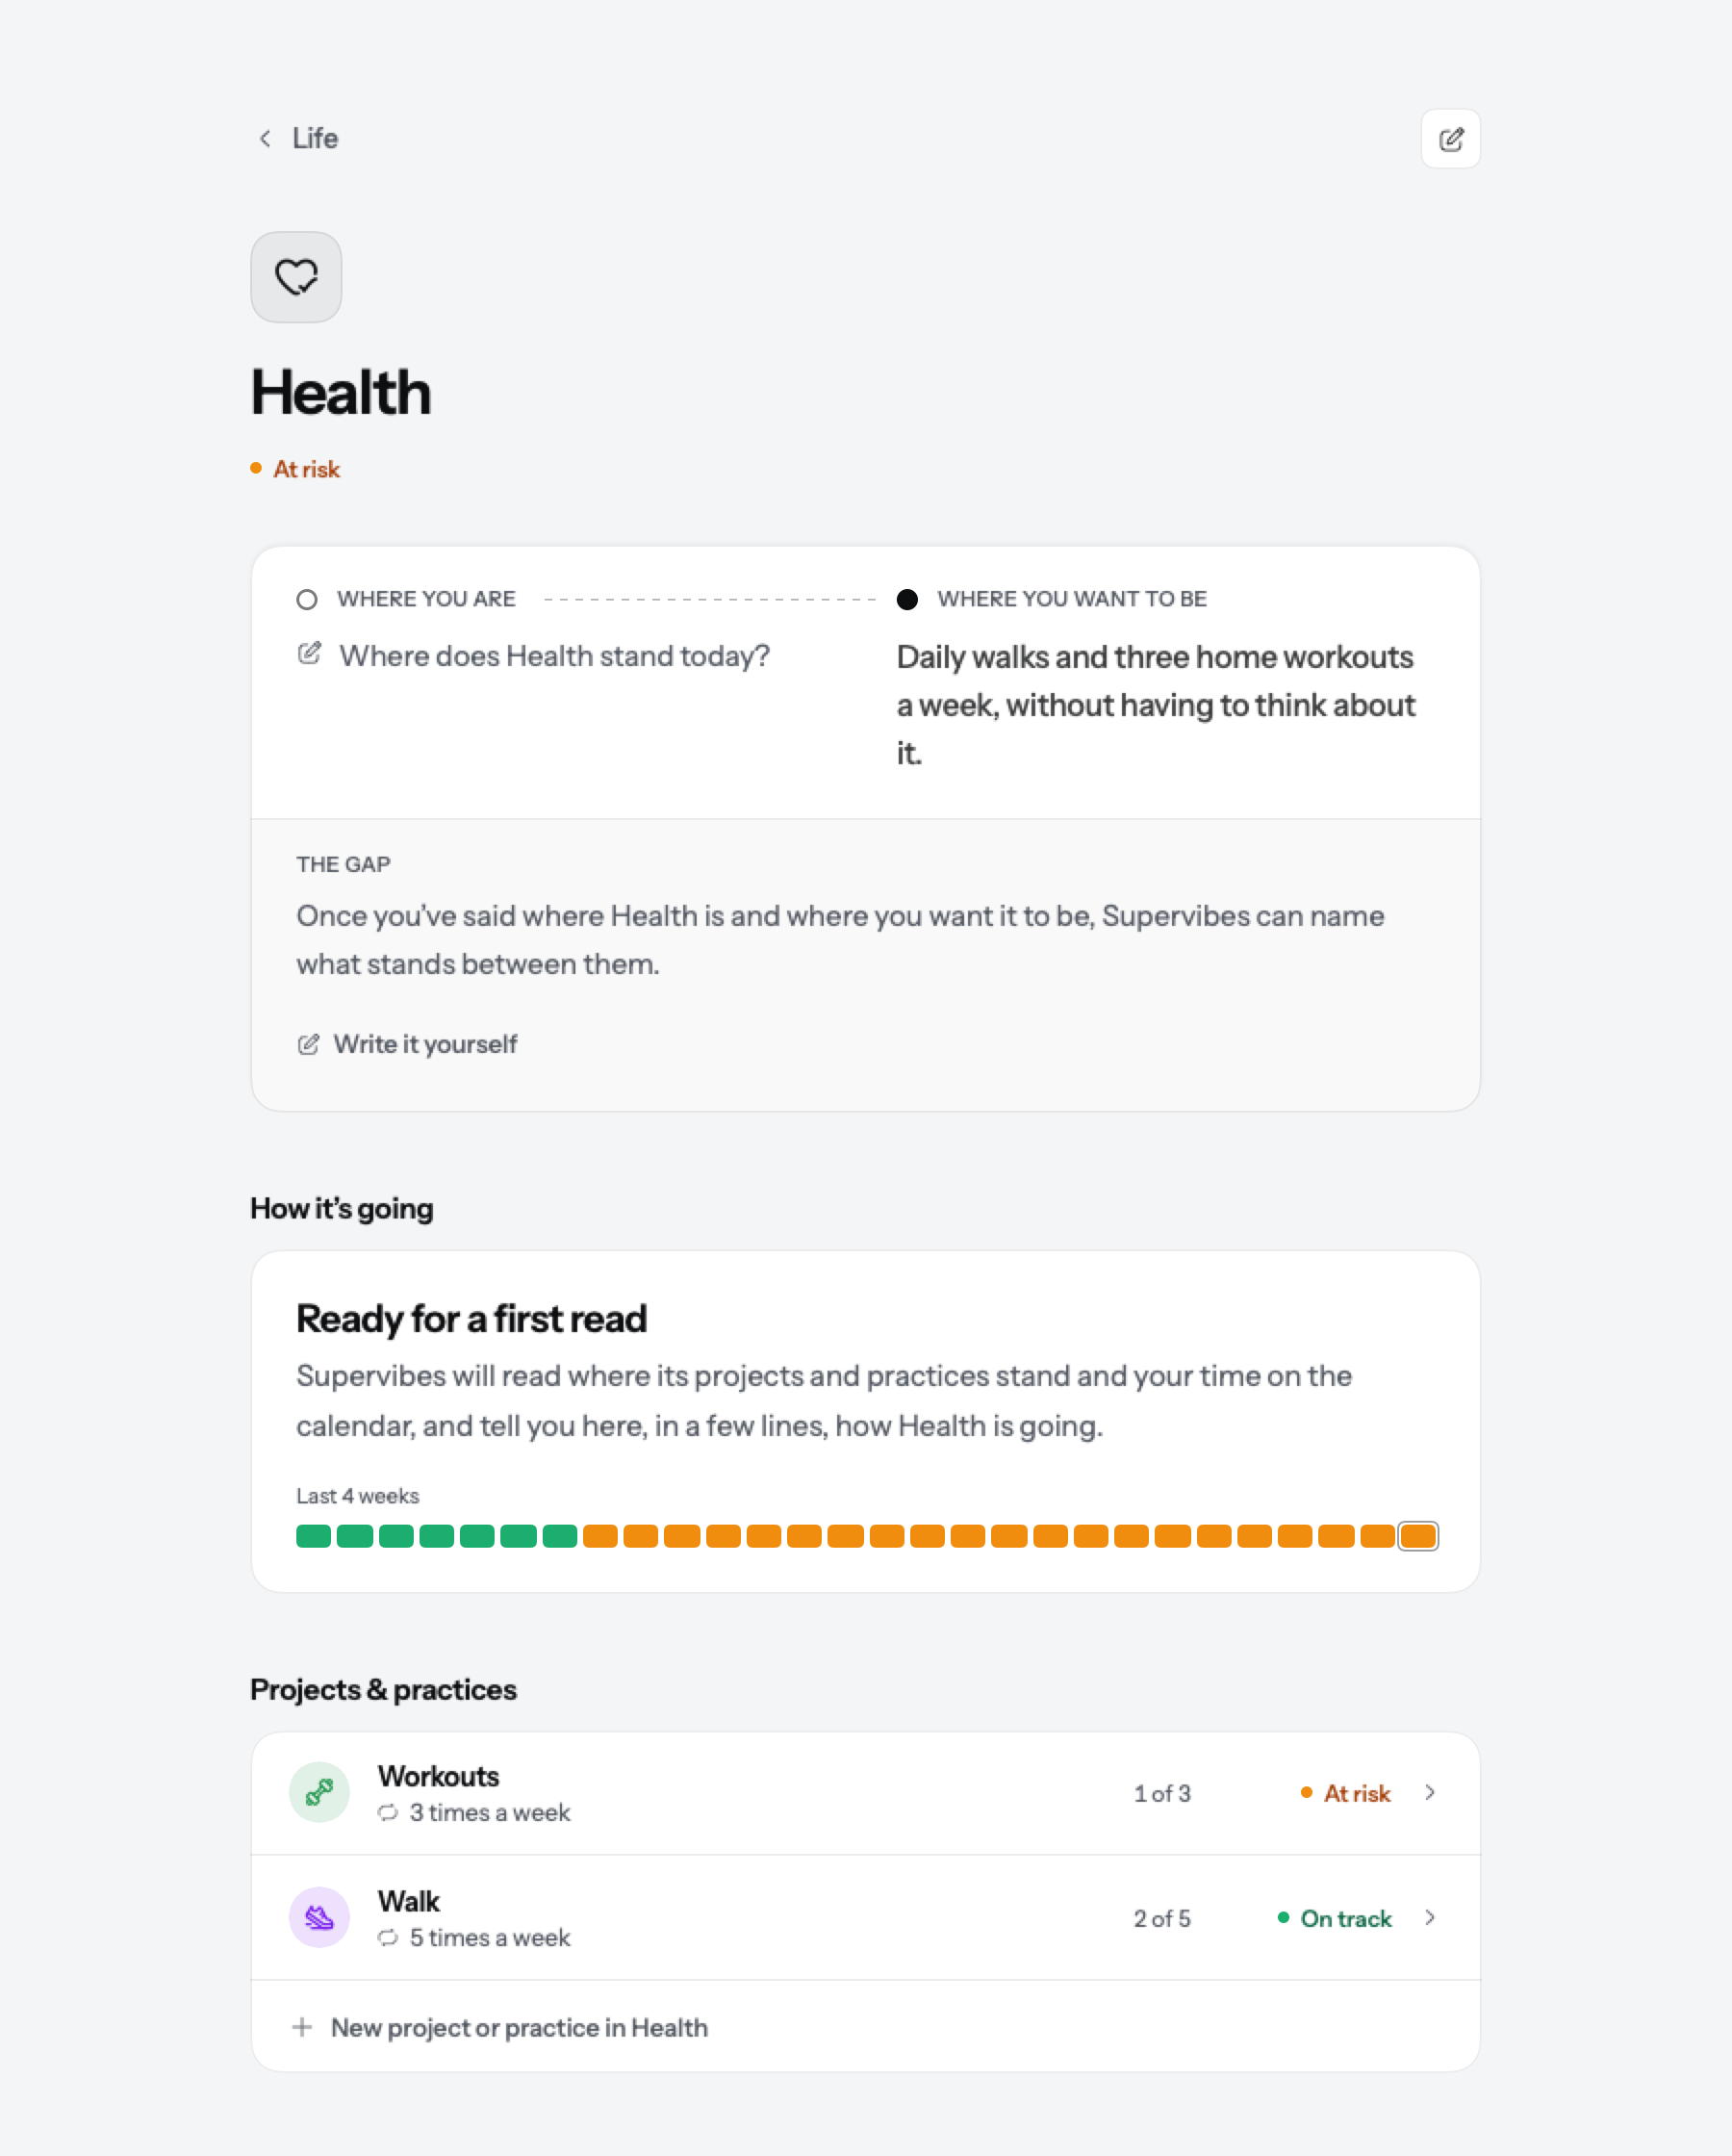 Life
Health
At risk
WHERE YOU ARE
Where does Health stand today?
WHERE YOU WANT TO BE
Daily walks and three home workouts
a week, without having to think about
it.
THE GAP
Once you’ve said where Health is and where you want it to be, Supervibes can name
what stands between them.
Write it yourself
How it’s going
Ready for a first read
Supervibes will read where its projects and practices stand and your time on the
calendar, and tell you here, in a few lines, how Health is going.
Last 4 weeks
Projects & practices
Workouts
3 times a week
1 of 3
At risk
Walk
5 times a week
2 of 5
On track
New project or practice in Health